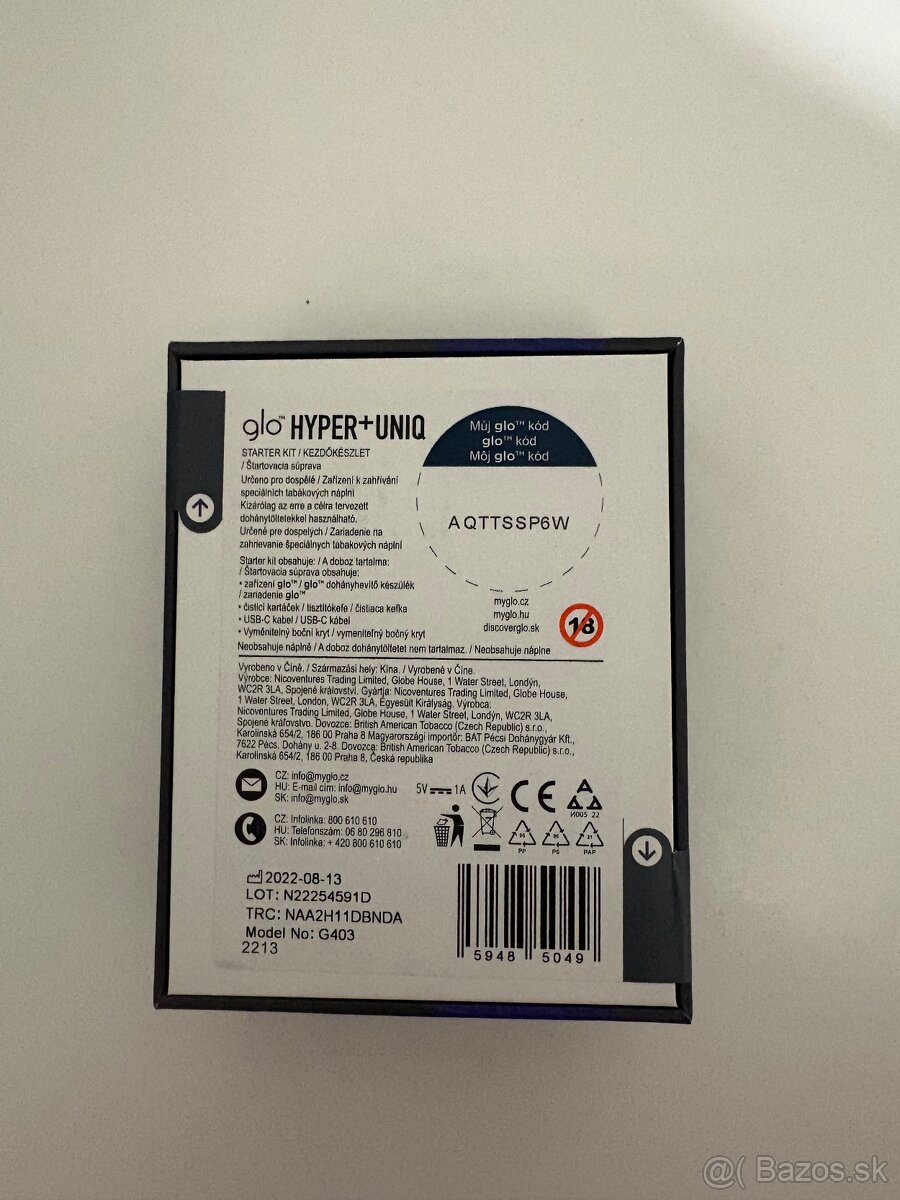 glo™ HYPER+UNIQ
STARTER KIT / KEZDŐKÉSZLET
/ Štartovacia súprava
Určeno pro dospělé / Zařízení k zahřívání
speciálních tabákových náplní
Kizárólag az erre a célra tervezett
dohánytöltetekkel használható.
Určené pre dospelých / Zariadenie na
zahrievanie špeciálnych tabakových náplní
Starter kit obsahuje: / A doboz tartalma:
/ Štartovacia súprava obsahuje:
• zařízení glo™ / glo™ dohányhevítő készülék
/ zariadenie glo™
• čisticí kartáček / tisztítókefe / čistiaca kefka
• USB-C kabel / USB-C kábel
• Vyměnitelný boční kryt / vymeniteľný bočný kryt
Neobsahuje náplně / A doboz dohánytöltetet nem tartalmaz. / Neobsahuje náplne
Můj glo™ kód
glo™ kód
Môj glo™ kód
AQTTSSP6W
myglo.cz
myglo.hu
discoverglo.sk
18
Vyrobeno v Číně. / Származási hely: Kína. / Vyrobené v Číne.
Výrobce: Nicoventures Trading Limited, Globe House, 1 Water Street, Londýn,
WC2R 3LA, Spojené království. Gyártja: Nicoventures Trading Limited, Globe House,
1 Water Street, London, WC2R 3LA, Egyesült Királyság. Výrobca:
Nicoventures Trading Limited, Globe House, 1 Water Street, Londýn, WC2R 3LA,
Spojené kráľovstvo. Dovozce: British American Tobacco (Czech Republic) s.r.o.,
Karolinská 654/2, 186 00 Praha 8 Magyarországi importőr: BAT Pécsi Dohánygyár Kft.,
7622 Pécs, Dohány u. 2-8. Dovozca: British American Tobacco (Czech Republic) s.r.o.,
Karolinská 654/2, 186 00 Praha 8, Česká republika
CZ: info@myglo.cz
HU: E-mail cím: info@myglo.hu
SK: info@myglo.sk
CZ: Infolinka: 800 610 610
HU: Telefonszám: 06 80 296 810
SK: Infolinka: + 420 800 610 610
5V 1A
CE
И005 22
05
PP
06
PS
21
PAP
2022-08-13
LOT: N22254591D
TRC: NAA2H11DBNDA
Model No: G403
2213
5948 5049
@( Bazos.sk